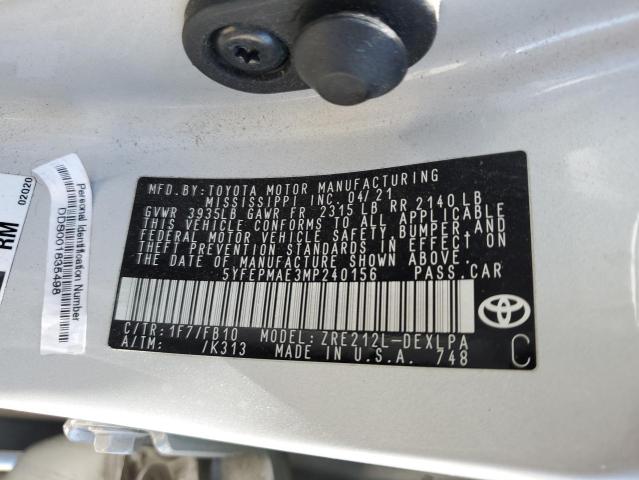 MFD.BY: TOYOTA MOTOR MANUFACTURING
MISSISSIPPI INC. 04/21
GVWR 3935LB GAWR FR 2315 LB RR 2140 LB
THIS VEHICLE CONFORMS TO ALL APPLICABLE
FEDERAL MOTOR VEHICLE SAFETY, BUMPER, AND
THEFT PREVENTION STANDARDS IN EFFECT ON
THE DATE OF MANUFACTURE SHOWN ABOVE.
5YFEPMAE3MP240156 PASS.CAR
C/TR: 1F7/FB10 MODEL: ZRE212L-DEXLPA
A/TM: /K313 MADE IN U.S.A. 748
C
Personal Identification Number
DDS001835498
02020
RM